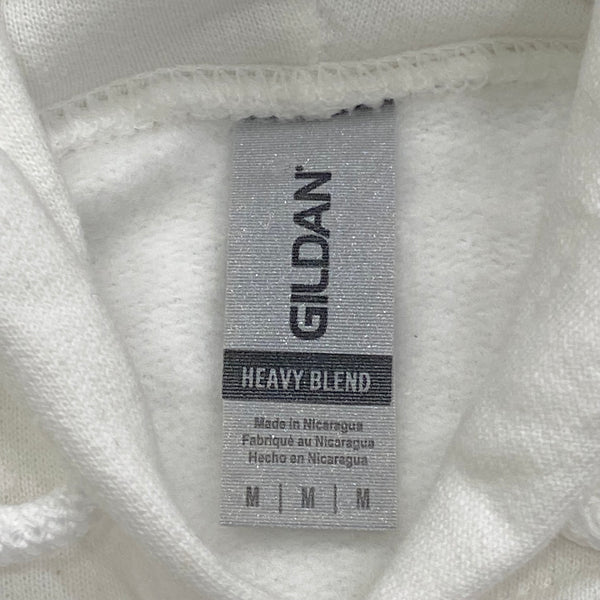 GILDAN®
HEAVY BLEND
Made in Nicaragua
Fabriqué au Nicaragua
Hecho en Nicaragua
M | M | M